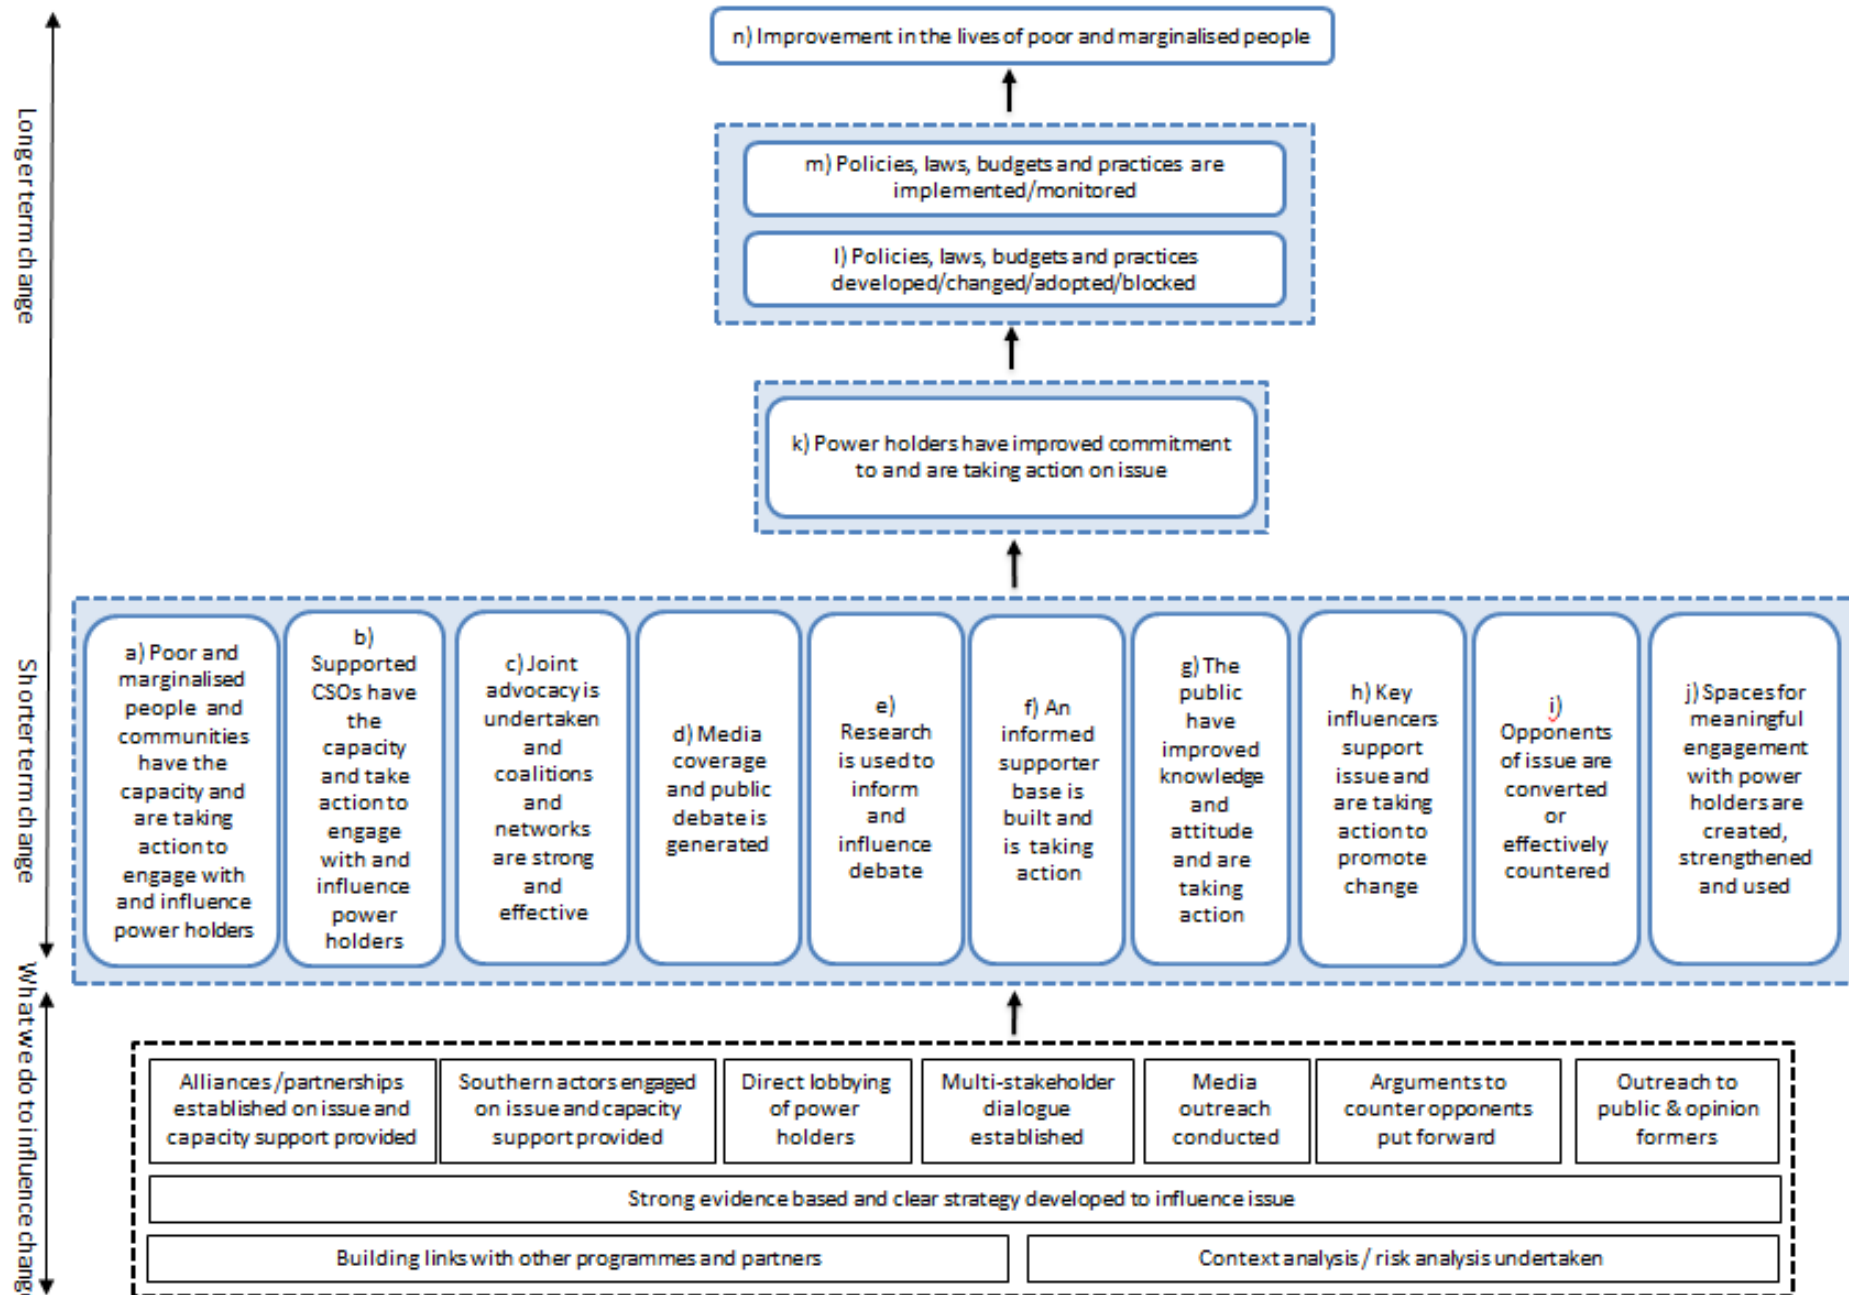 n) Improvement in the lives of poor and marginalised people
Longer term change
m) Policies, laws, budgets and practices are
implemented/monitored
l) Policies, laws, budgets and practices
developed/changed/adopted/blocked
k) Power holders have improved commitment
to and are taking action on issue
Shorter term change
a) Poor and
marginalised
people and
communities
have the
capacity and
are taking
action to
engage with
and influence
power holders
b)
Supported
CSOs have
the
capacity
and take
action to
engage
with and
influence
power
holders
c) Joint
advocacy is
undertaken
and
coalitions
and
networks
are strong
and
effective
d) Media
coverage
and public
debate is
generated
e)
Research
is used to
inform
and
influence
debate
f) An
informed
supporter
base is
built and
is taking
action
g) The
public
have
improved
knowledge
and
attitude
and are
taking
action
h) Key
influencers
support
issue and
are taking
action to
promote
change
i)
Opponents
of issue are
converted
or
effectively
countered
j) Spaces for
meaningful
engagement
with power
holders are
created,
strengthened
and used
What we do to influence chang
Alliances /partnerships
established on issue and
capacity support provided
Southern actors engaged
on issue and capacity
support provided
Direct lobbying
of power
holders
Multi-stakeholder
dialogue
established
Media
outreach
conducted
Arguments to
counter opponents
put forward
Outreach to
public & opinion
formers
Strong evidence based and clear strategy developed to influence issue
Building links with other programmes and partners
Context analysis / risk analysis undertaken